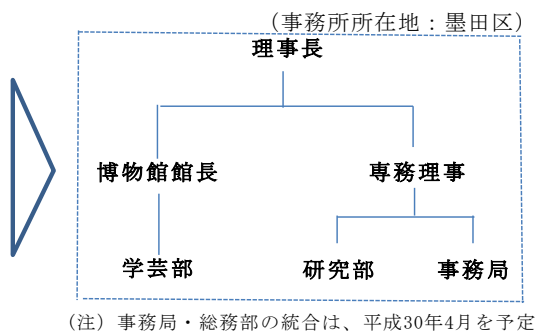 （事務所所在地：墨田区）
理事長
博物館館長　専務理事
学芸部　研究部　事務局
（注）事務局・総務部の統合は、平成30年4月を予定